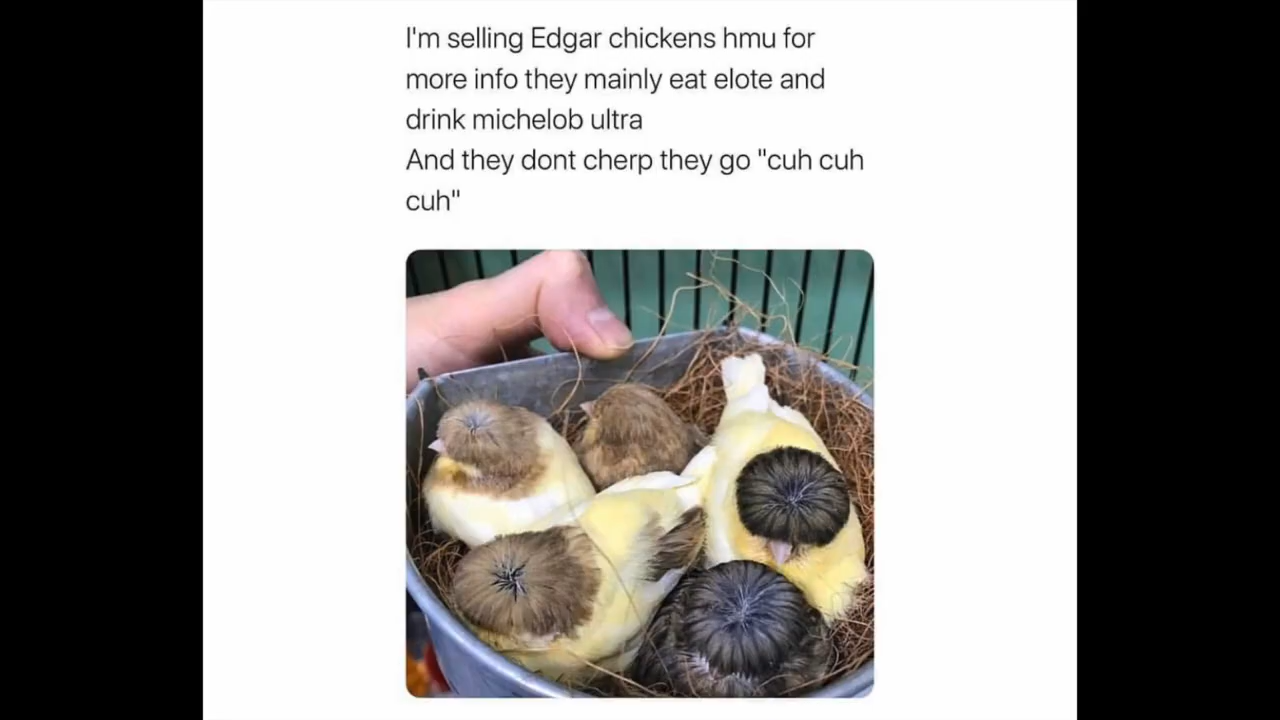 I'm selling Edgar chickens hmu for
more info they mainly eat elote and
drink michelob ultra
And they dont cherp they go "cuh cuh
cuh"